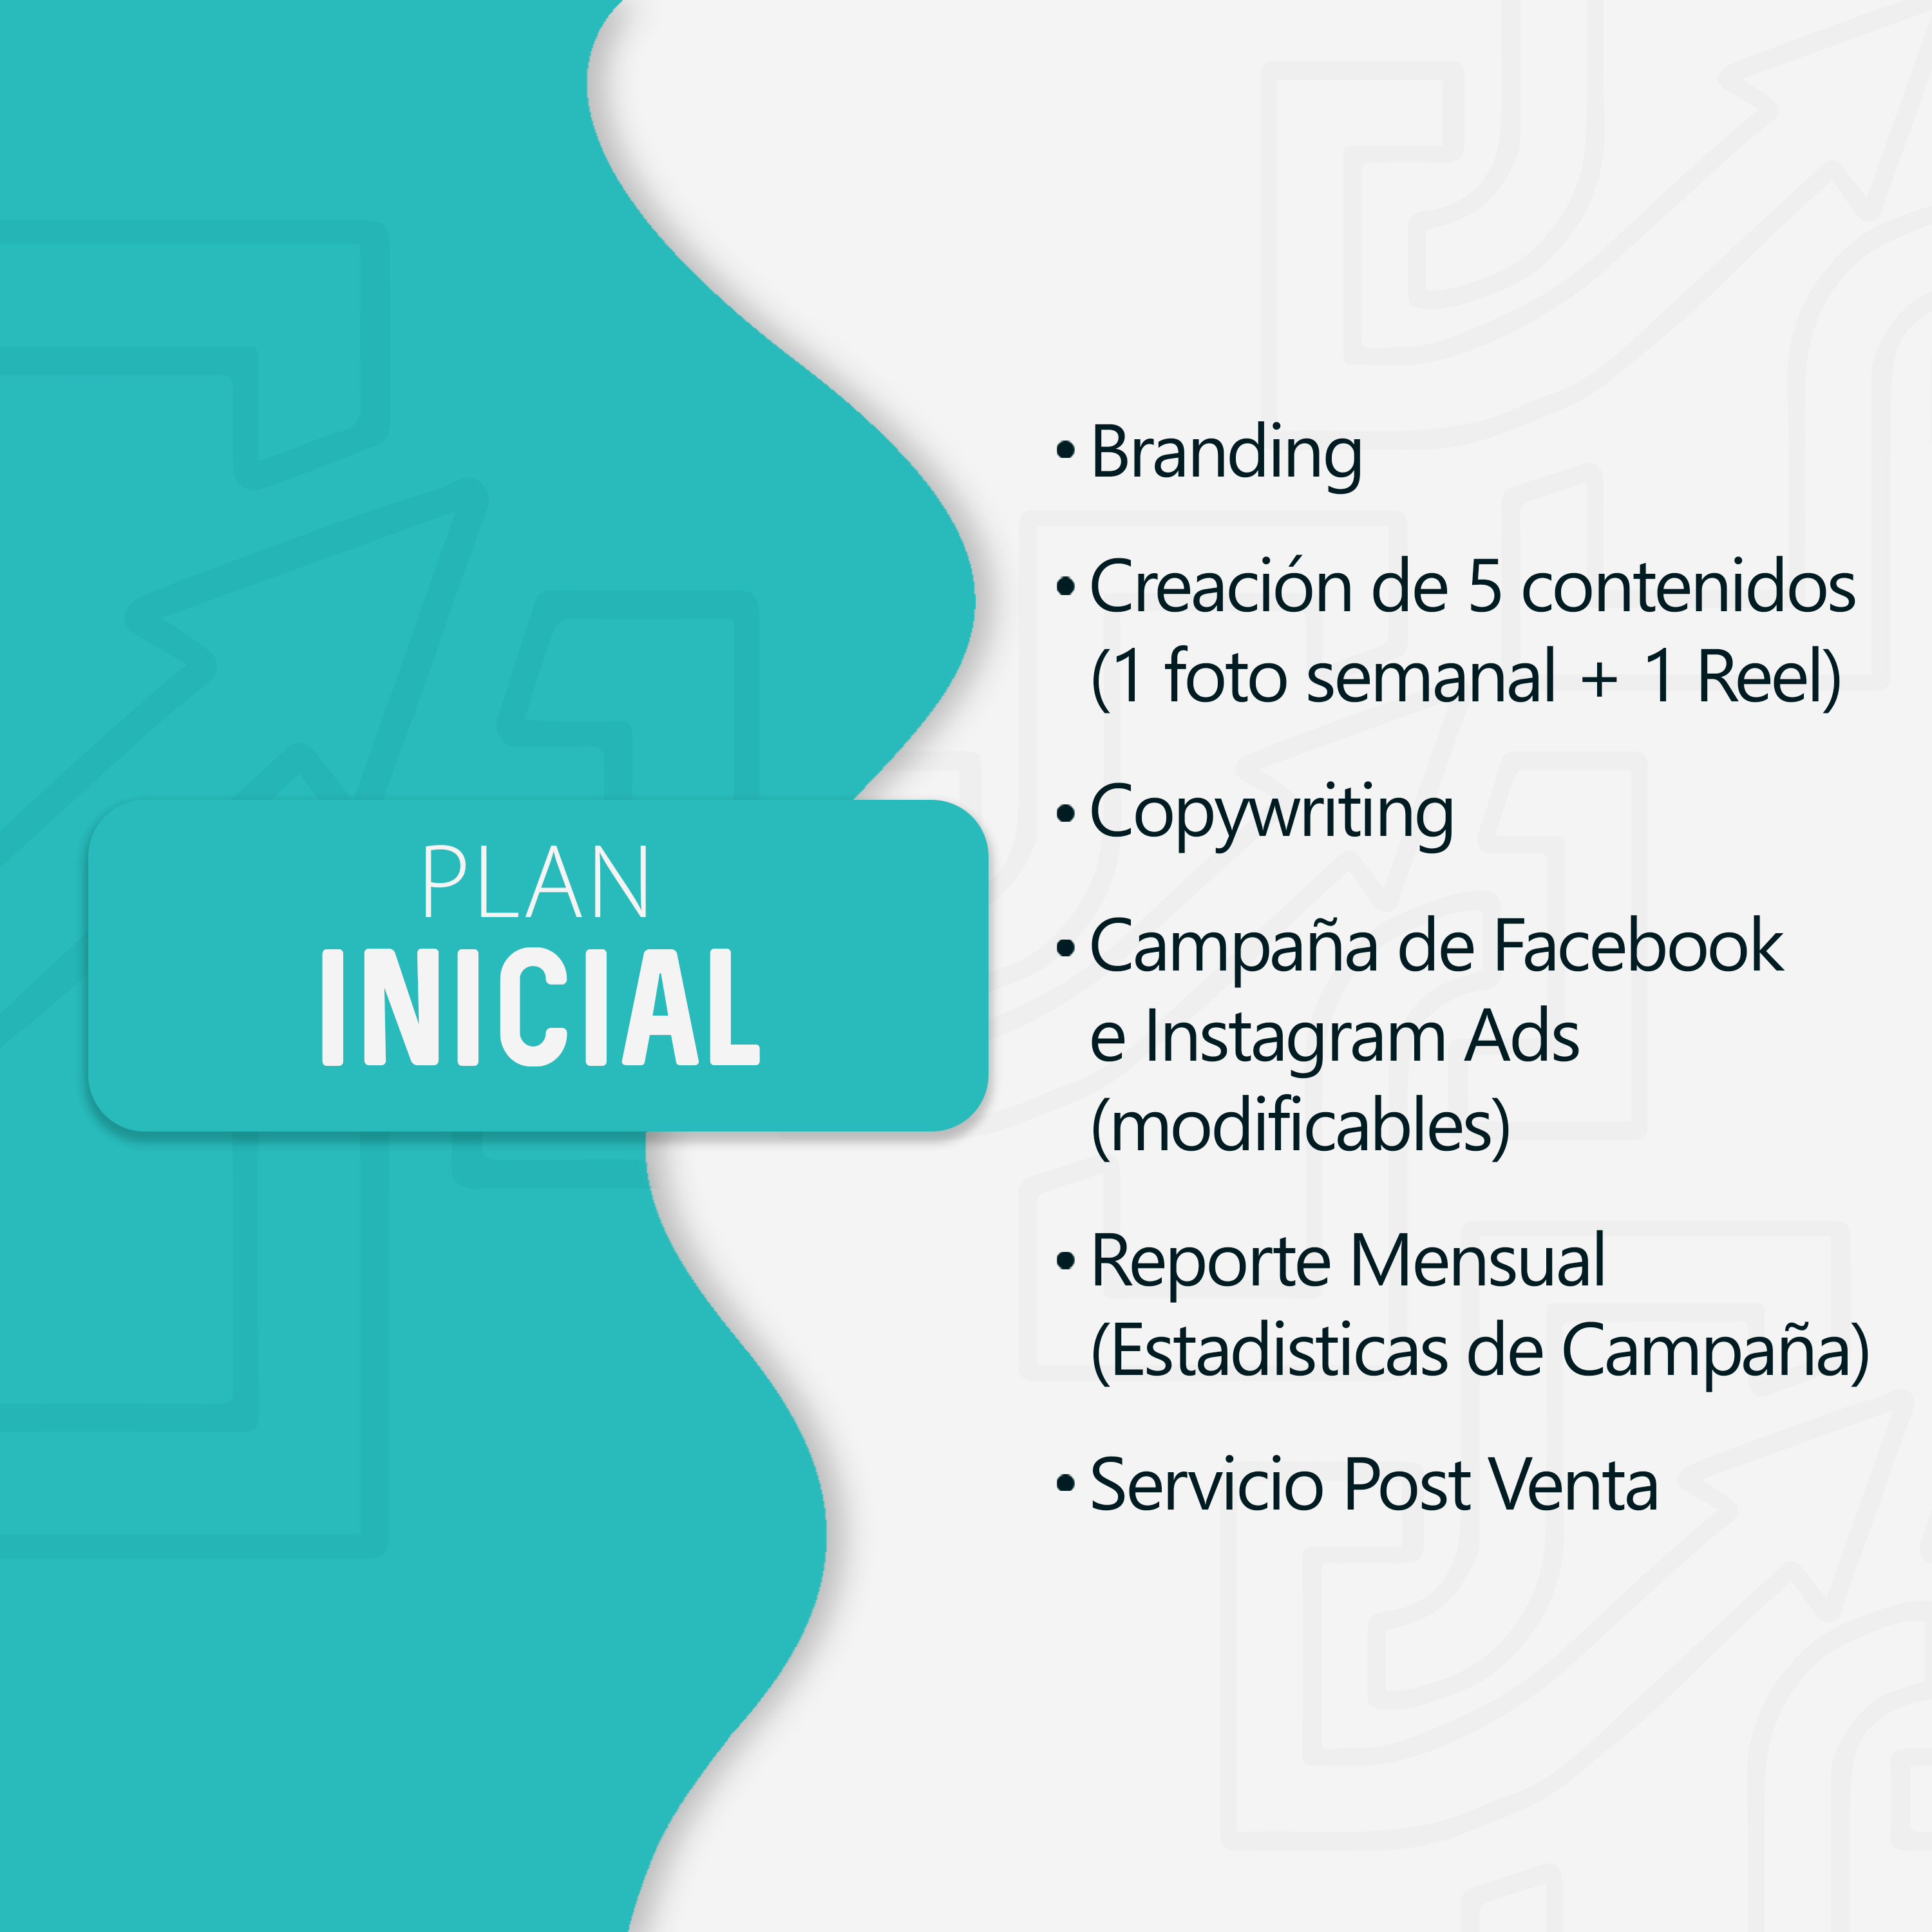 PLAN
INICIAL
• Branding
• Creación de 5 contenidos
(1 foto semanal + 1 Reel)
• Copywriting
• Campaña de Facebook
e Instagram Ads
(modificables)
• Reporte Mensual
(Estadisticas de Campaña)
• Servicio Post Venta